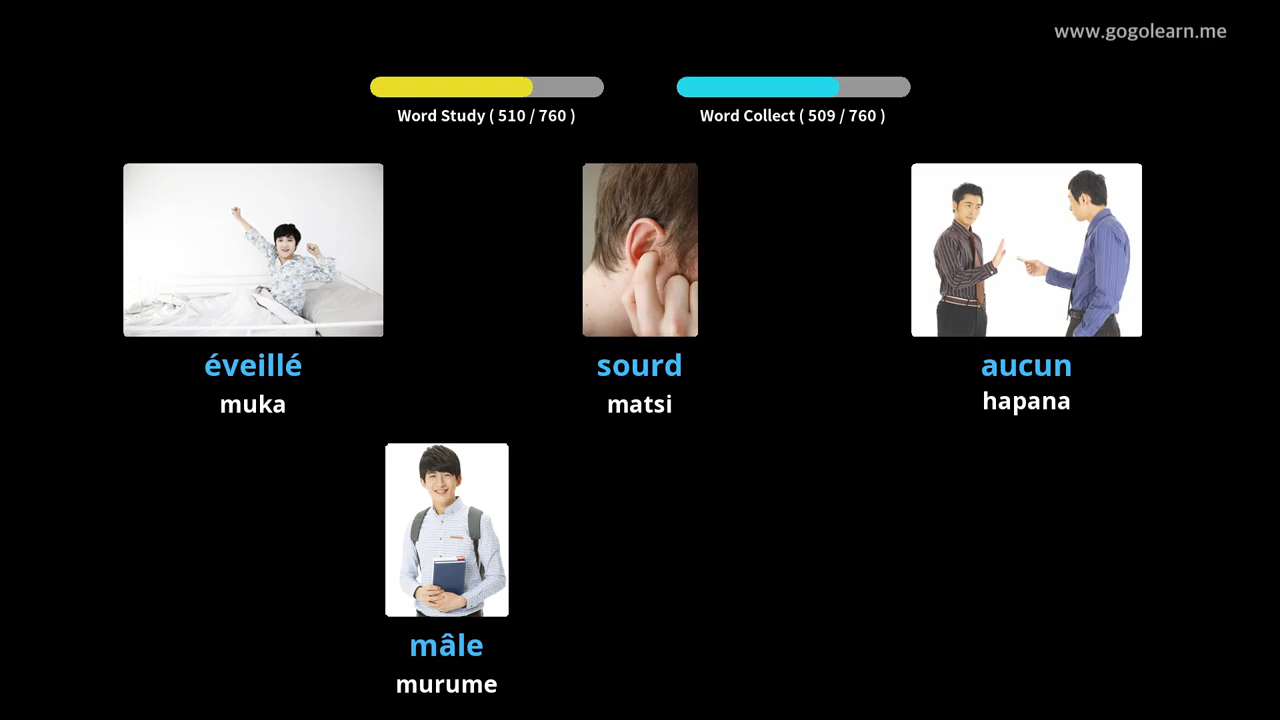 www.gogolearn.me
Word Study ( 510 / 760 )
Word Collect ( 509 / 760 )
éveillé
muka
sourd
matsi
aucun
hapana
mâle
murume